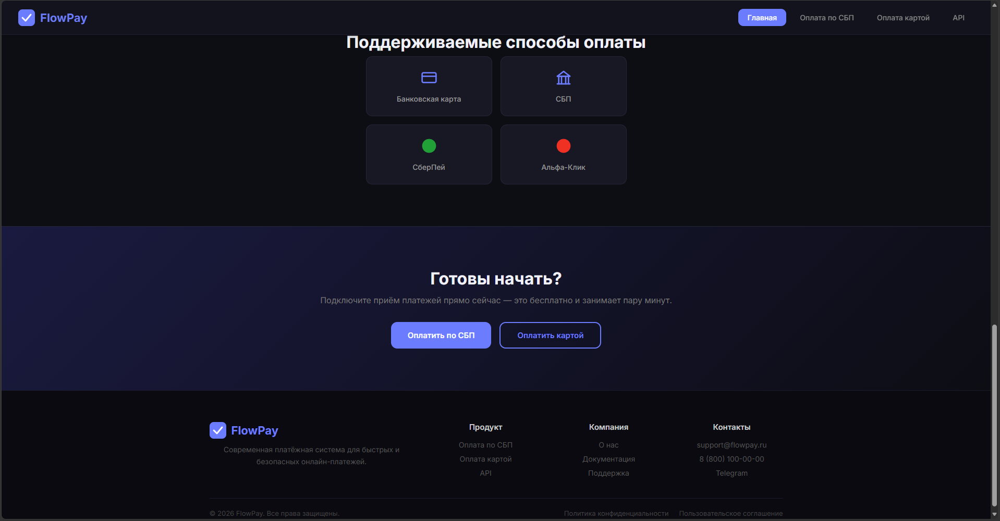 FlowPay
Главная
Оплата по СБП
Оплата картой
API
Поддерживаемые способы оплаты
Банковская карта
СБП
СберПей
Альфа-Клик
Готовы начать?
Подключите приём платежей прямо сейчас — это бесплатно и занимает пару минут.
Оплатить по СБП
Оплатить картой
FlowPay
Современная платёжная система для быстрых и
безопасных онлайн-платежей.
Продукт
Оплата по СБП
Оплата картой
API
Компания
О нас
Документация
Поддержка
Контакты
support@flowpay.ru
8 (800) 100-00-00
Telegram
© 2026 FlowPay. Все права защищены.
Политика конфиденциальности
Пользовательское соглашение